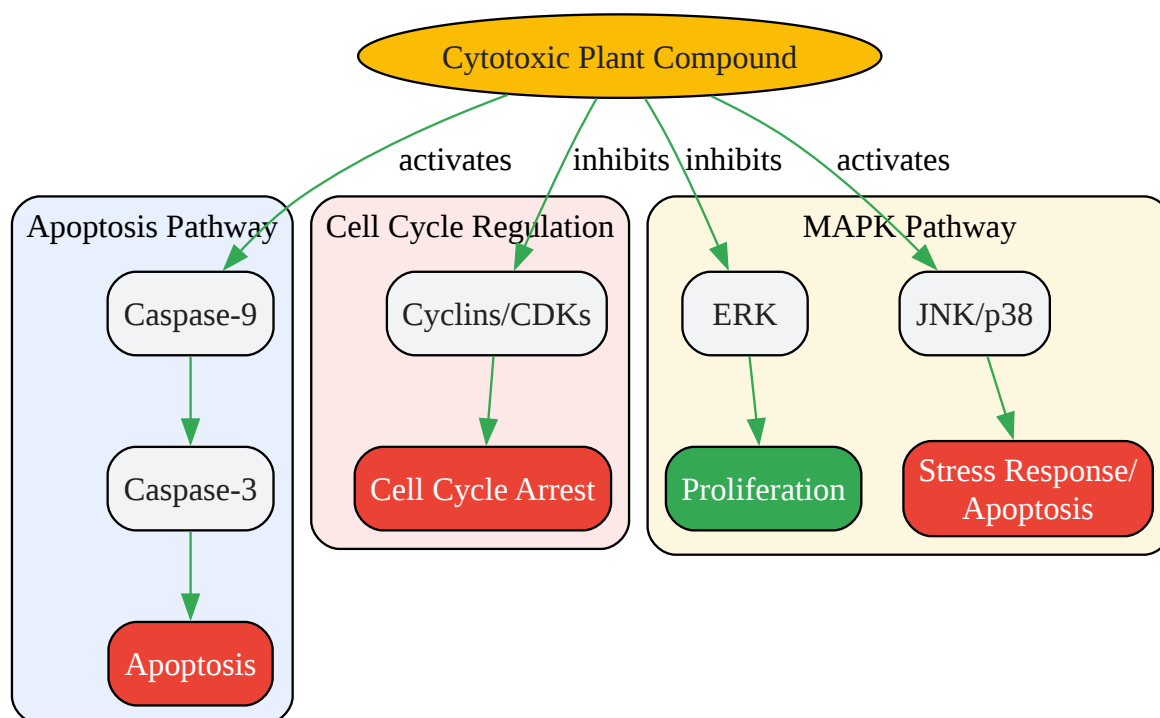 Cytotoxic Plant Compound
activates
inhibits
inhibits
activates
Apoptosis Pathway
Cell Cycle Regulation
MAPK Pathway
Caspase-9
Cyclins/CDKs
ERK
JNK/p38
Caspase-3
Cell Cycle Arrest
Proliferation
Stress Response/
Apoptosis
Apoptosis